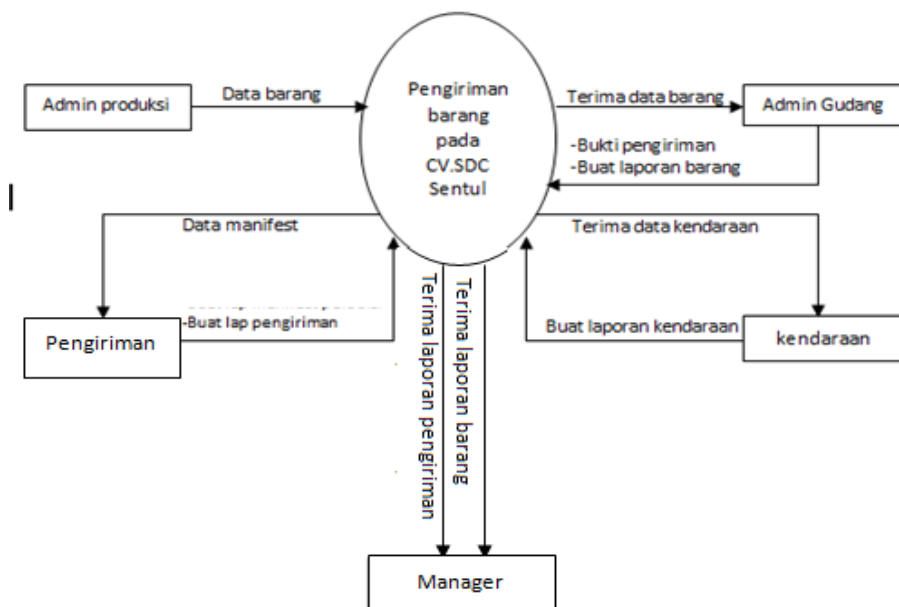 Admin produksi
Data barang
Pengiriman
barang
pada
CV.SDC
Sentul
Terima data barang
Admin Gudang
-Bukti pengiriman
-Buat laporan barang
Data manifest
Terima data kendaraan
-Buat lap pengiriman
Pengiriman
Buat laporan kendaraan
kendaraan
Terima laporan pengiriman
Terima laporan barang
Manager